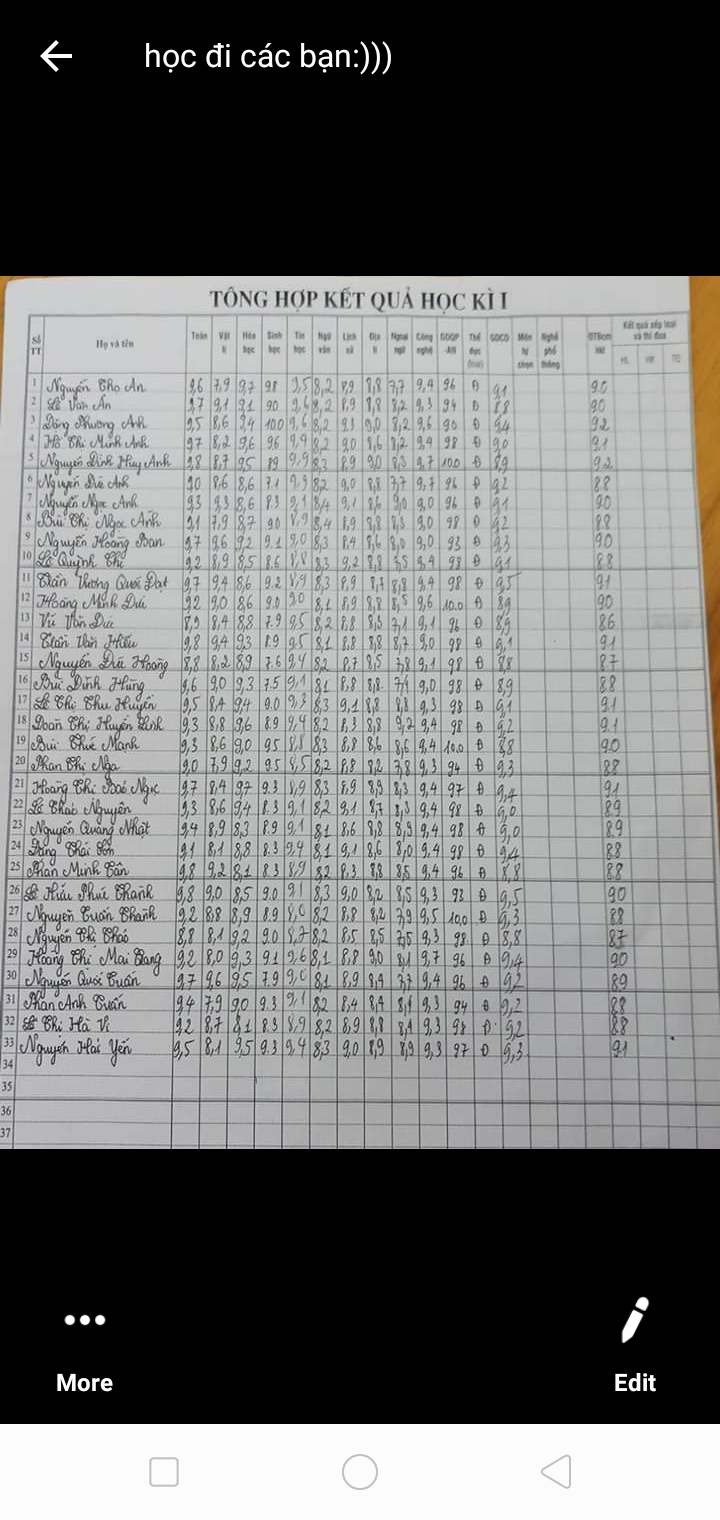 học đi các bạn:)))
TỔNG HỢP KẾT QUẢ HỌC KÌ I
Số TT Họ và tên Toán Vật lí Hóa học Sinh học Tin học Ngữ văn Lịch sử Địa lí Ngoại ngữ Công nghệ GDQP -AN Thể dục GDCD Môn tự chọn Nghề phổ thông ĐTBcm Kết quả xếp loại và thi đua
HL HK TĐ
1 Nguyễn Thọ An 9,6 7,9 9,7 9.8 9,5 8,2 8,9 8,8 7,7 9,4 9.6 Đ 9,1 9.0
2 Lê Văn Ân 9,7 9,1 9,1 9.0 9,6 8,2 8,9 8,8 8,2 9,3 9.4 Đ 8,8 9.0
3 Phương Anh 9,5 8,6 9,4 10.0 9,6 8,2 9,3 9,0 8,2 9,6 9.0 Đ 9,4 9.2
4 Hồ Thị Minh Anh 9,7 8,2 9,6 9.6 9,4 8,2 9,0 8,6 8,2 9,4 9.8 Đ 9,0 9.1
5 Nguyễn Đình Huy Anh 9,8 8,7 9,5 8.9 9,9 8,3 8,9 9,0 8,3 9,7 10.0 Đ 8,9 9.2
6 Nguyễn Anh 9,0 8,6 8,6 7.1 9,9 8,2 9,0 8,8 7,7 9,7 9.6 Đ 9,2 8.8
7 Nguyễn Ngọc Anh 9,3 9,3 8,6 8.3 9,1 8,4 9,1 8,6 9,0 9,0 9.6 Đ 9,1 9.0
8 Bùi Thị Ngọc Anh 9,1 7,9 8,7 9.0 8,9 8,4 8,9 8,8 8,3 9,0 9.8 Đ 9,2 8.8
9 Nguyễn Hoàng 9,7 9,6 9,2 9.1 9,0 8,3 8,4 8,6 8,0 9,0 9.3 Đ 9,3 9.0
10 Lê Quỳnh Chi 9,2 8,9 8,5 8.6 8,8 8,3 9,2 8,8 7,5 9,4 9.8 Đ 9,1 8.8
11 Trần Vương Quới Đạt 9,7 9,4 8,6 9.2 8,9 8,3 8,9 8,7 8,8 9,4 9.8 Đ 9,5 9.1
12 Hoàng Minh Đức 9,2 9,0 8,6 9.0 9,0 8,1 8,9 8,8 8,5 9,6 10.0 Đ 8,9 9.0
13 Vũ Văn Đức 8,9 8,4 8,8 7.9 9,5 8,2 8,8 8,3 7,1 9,1 9.6 Đ 8,9 8.6
14 Trần Văn Hiếu 9,8 9,4 9,3 8.9 9,5 8,1 8,8 8,8 8,7 9,0 9.8 Đ 9,1 9.1
15 Nguyễn Đức Hoàng 8,8 8,2 8,9 7.6 9,4 8,2 8,7 8,5 7,8 9,1 9.8 Đ 8,8 8.7
16 Bùi Đình Hùng 9,6 9,0 9,3 7.5 9,1 8,1 8,8 8,8 7,4 9,0 9.8 Đ 8,9 8.8
17 Lê Thị Thu Huyền 9,5 8,4 9,4 9.0 9,3 8,3 9,1 8,8 8,8 9,3 9.8 Đ 9,1 9.1
18 Đoàn Thị Huyền Linh 9,3 8,8 9,6 8.9 9,4 8,2 8,3 8,8 9,2 9,4 9.8 Đ 9,2 9.1
19 Bùi Thúc Mạnh 9,3 8,6 9,0 9.5 8,8 8,3 8,8 8,6 8,6 9,4 10.0 Đ 8,8 9.0
20 Phan Chi Nga 9,0 7,9 9,2 9.5 8,5 8,2 8,8 8,2 7,8 9,3 9.4 Đ 9,3 8.8
21 Hoàng Thị Bảo Ngọc 9,7 8,4 9,7 9.3 8,9 8,3 8,9 8,9 8,3 9,4 9.7 Đ 9,4 9.1
22 Lê Thảo Nguyên 9,3 8,6 9,4 8.3 9,1 8,2 9,1 8,7 8,3 9,4 9.8 Đ 9,0 8.9
23 Nguyễn Quang Nhật 9,4 8,9 8,3 8.9 9,1 8,1 8,6 8,8 8,9 9,4 9.8 Đ 9,0 8.9
24 Thái Sơn 9,1 8,1 8,8 8.3 9,4 8,1 9,1 8,6 8,0 9,4 9.8 Đ 9,4 8.8
25 Phan Minh Tân 9,8 9,2 8,1 8.3 8,9 8,2 8,3 8,8 8,5 9,4 9.6 Đ 8,8 8.8
26 Lê Hữu Phúc Thành 9,8 9,0 8,5 9.0 9,1 8,3 9,0 8,2 8,5 9,3 9.3 Đ 9,5 9.0
27 Nguyễn Tuấn Thành 9,2 8,8 8,9 8.9 8,0 8,2 8,8 8,2 7,9 9,5 10.0 Đ 9,3 8.8
28 Nguyễn Thị Thảo 8,8 8,1 9,2 9.0 8,7 8,2 8,5 8,5 7,5 9,3 9.8 Đ 8,8 8.7
29 Hoàng Thị Mai Trang 9,2 8,0 9,3 9.1 9,6 8,1 8,8 9,0 8,1 9,7 9.6 Đ 9,4 9.0
30 Nguyễn Quới Tuấn 9,7 9,6 9,5 7.9 9,0 8,1 8,9 8,4 7,7 9,4 9.6 Đ 9,2 8.9
31 Phan Anh Tuấn 9,4 7,9 9,0 9.3 9,1 8,2 8,4 8,4 8,1 9,3 9.4 Đ 9,2 8.8
32 Lê Thị Hà Vi 9,2 8,7 8,1 8.3 8,9 8,2 8,9 8,8 8,4 9,3 9.8 Đ 9,2 8.8
33 Nguyễn Hải Yến 9,5 8,1 9,5 9.3 9,4 8,3 9,0 8,9 8,9 9,3 9.7 Đ 9,3 9.1
34
35
36
37
More Edit